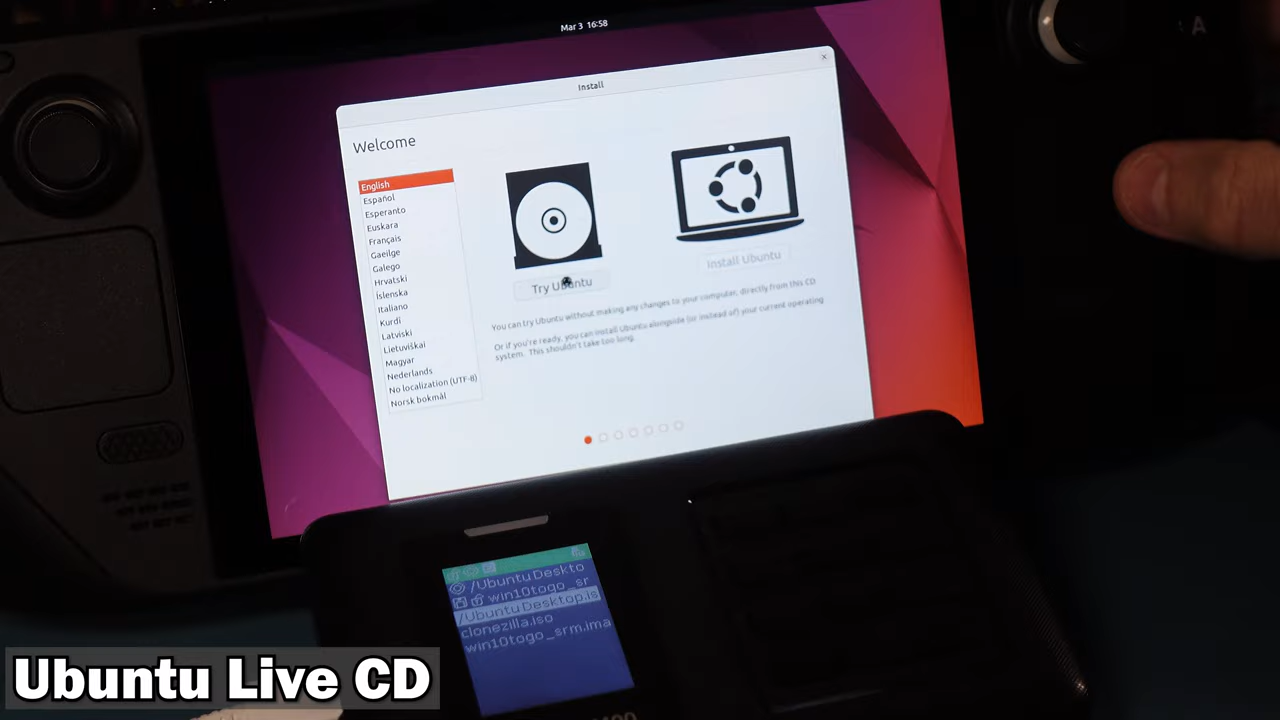 Mar 3 16:58
Install
Welcome
English
Español
Esperanto
Euskara
Français
Gaeilge
Galego
Hrvatski
Íslenska
Italiano
Kurdî
Latviski
Lietuviškai
Magyar
Nederlands
No localization (UTF-8)
Norsk bokmål
Try Ubuntu
Install Ubuntu
You can try Ubuntu without making any changes to your computer, directly from this CD
Or if you're ready, you can install Ubuntu alongside (or instead of) your current operating
system. This shouldn't take too long.
A
/UbuntuDeskto
win10togo_sr
/UbuntuDesktop.is
clonezilla.iso
win10togo_srm.ima
Ubuntu Live CD